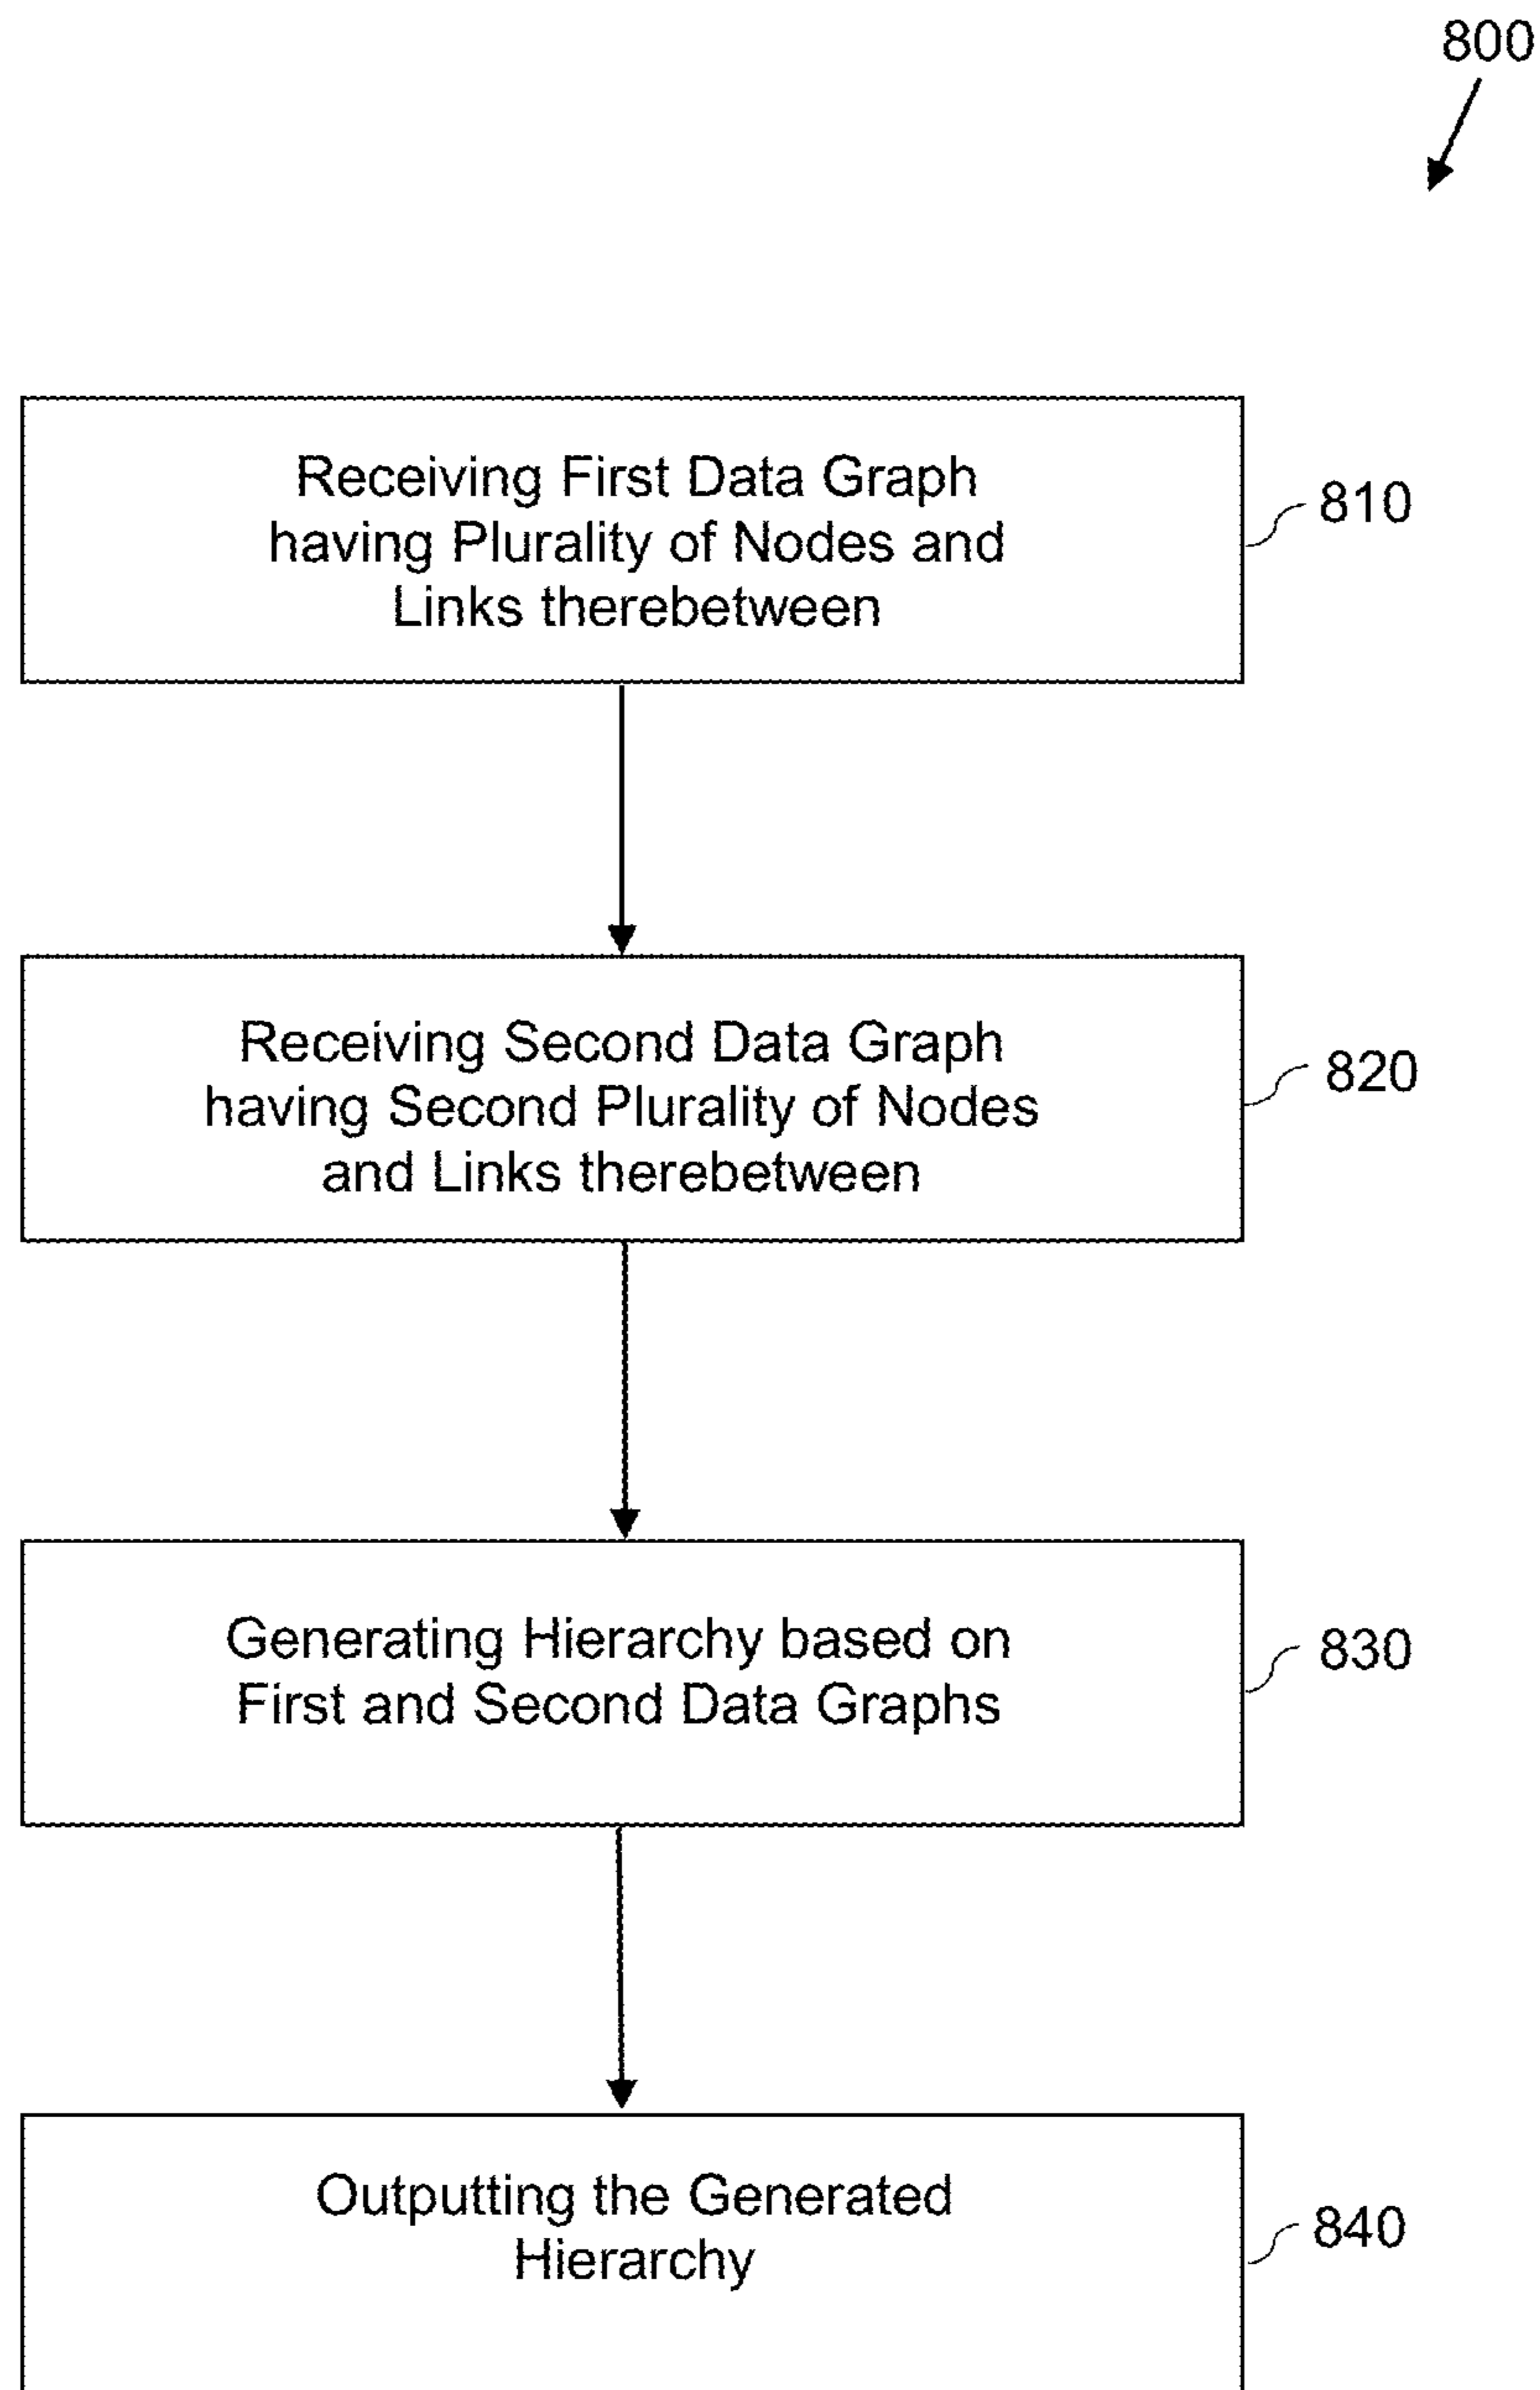 800
Receiving First Data Graph
having Plurality of Nodes and
Links therebetween
810
Receiving Second Data Graph
having Second Plurality of Nodes
and Links therebetween
820
Generating Hierarchy based on
First and Second Data Graphs
830
Outputting the Generated
Hierarchy
840